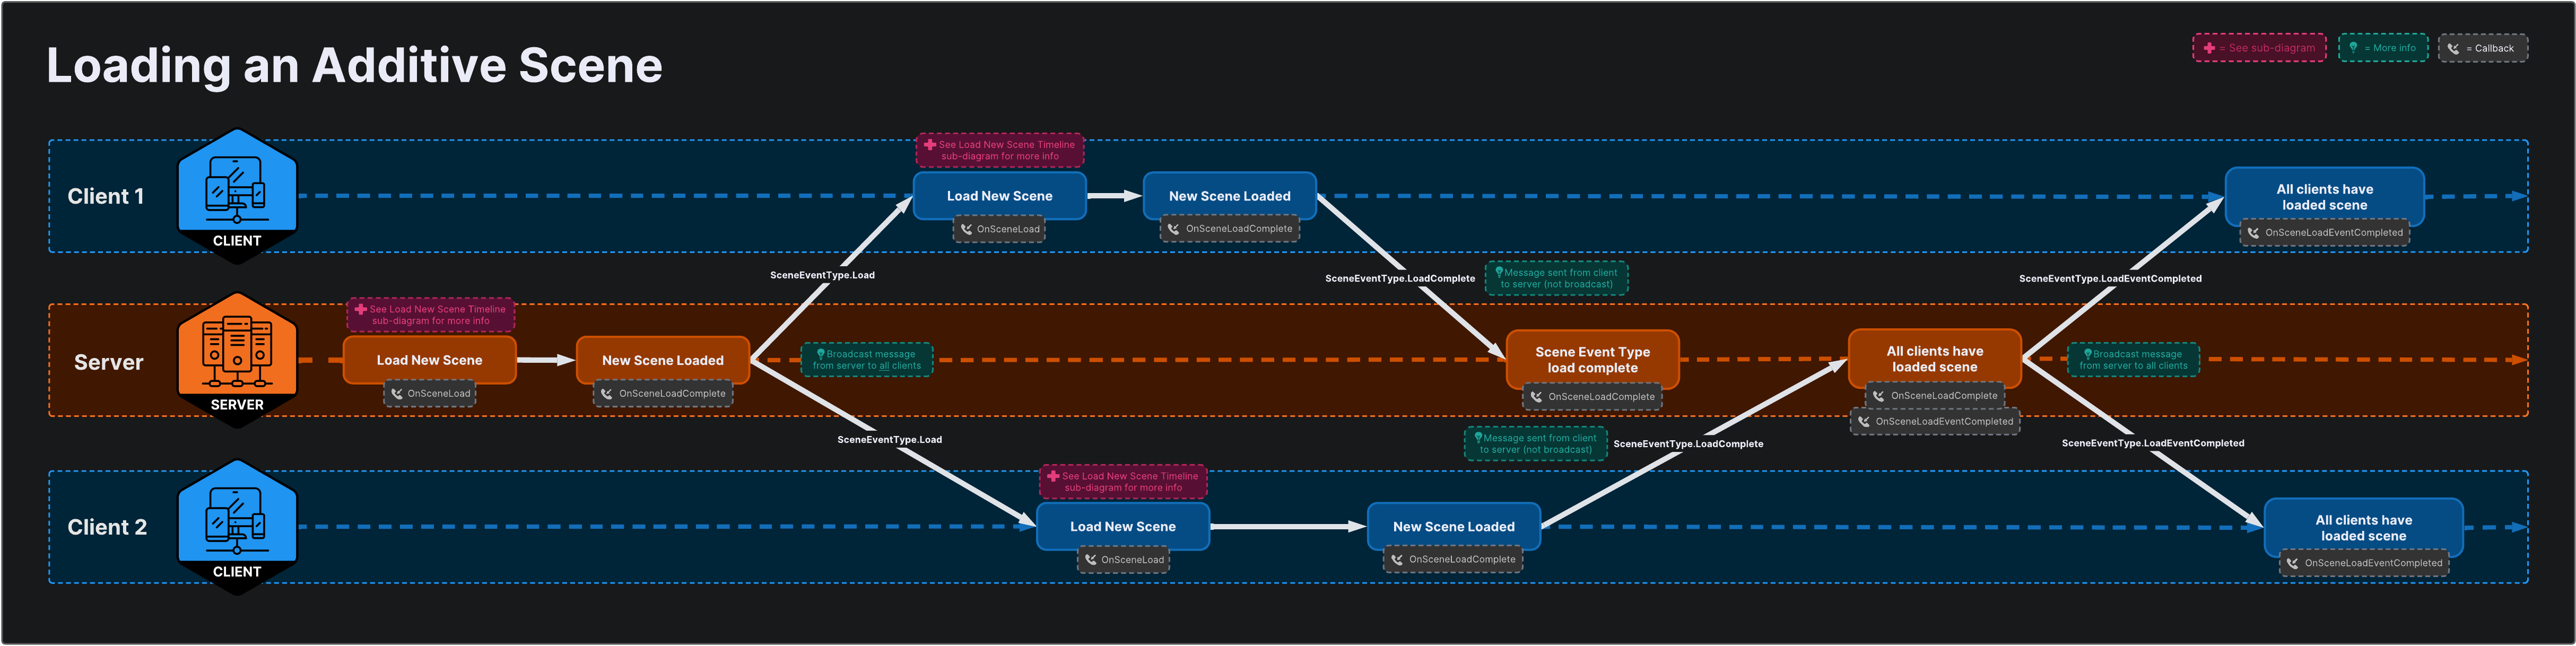 Loading an Additive Scene
= See sub-diagram
= More info
= Callback
Client 1
CLIENT
See Load New Scene Timeline
sub-diagram for more info
Load New Scene
OnSceneLoad
New Scene Loaded
OnSceneLoadComplete
All clients have
loaded scene
OnSceneLoadEventCompleted
SceneEventType.Load
SceneEventType.LoadComplete
Message sent from client
to server (not broadcast)
SceneEventType.LoadEventCompleted
Server
SERVER
See Load New Scene Timeline
sub-diagram for more info
Load New Scene
OnSceneLoad
New Scene Loaded
OnSceneLoadComplete
Broadcast message
from server to all clients
Scene Event Type
load complete
OnSceneLoadComplete
All clients have
loaded scene
OnSceneLoadComplete
OnSceneLoadEventCompleted
Broadcast message
from server to all clients
SceneEventType.Load
Message sent from client
to server (not broadcast)
SceneEventType.LoadComplete
SceneEventType.LoadEventCompleted
Client 2
CLIENT
See Load New Scene Timeline
sub-diagram for more info
Load New Scene
OnSceneLoad
New Scene Loaded
OnSceneLoadComplete
All clients have
loaded scene
OnSceneLoadEventCompleted